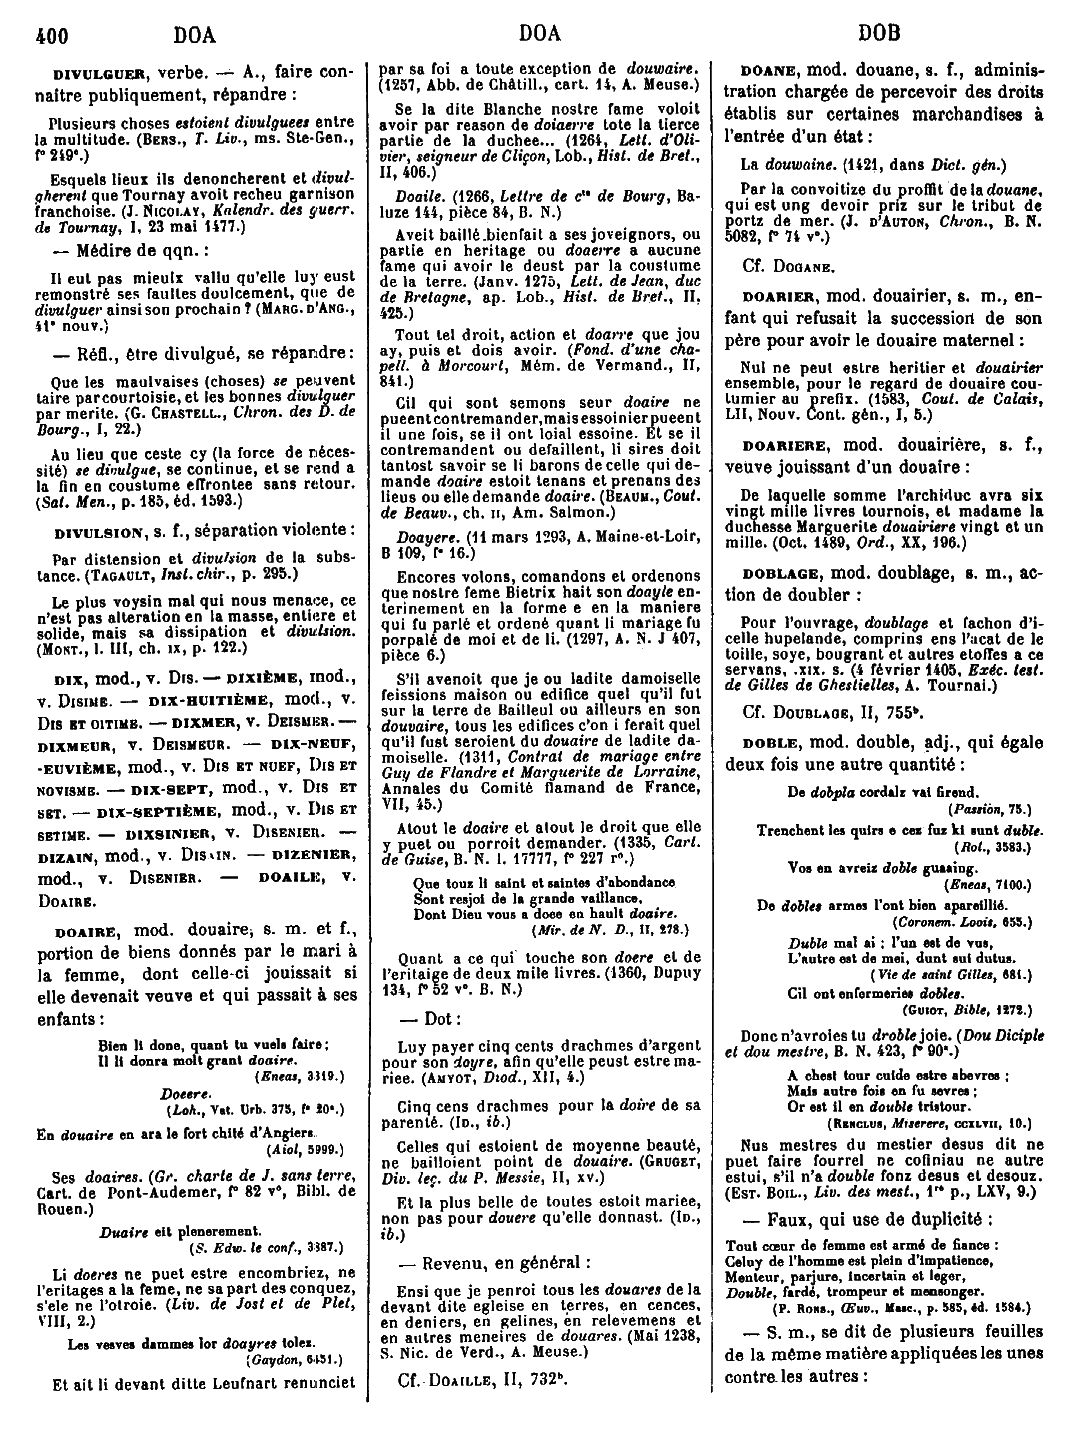 400 DOA DOA DOB
DIVULGUER, verbe. — A., faire con-
naître publiquement, répandre :
Plusieurs choses estoient divulguees entre
la multitude. (BERS., T. Liv., ms. Ste-Gen.,
f° 249ᵃ.)
Esquels lieux ils denoncherent et divul-
gherent que Tournay avoit recheu garnison
franchoise. (J. NICOLAY, Kalendr. des guerr.
de Tournay, I, 23 mai 1477.)
— Médire de qqn. :
Il eut pas mieulx vallu qu'elle luy eust
remonstré ses faultes doulcement, que de
divulguer ainsi son prochain ? (MARG. D'ANG.,
41ᵉ nouv.)
— Réfl., être divulgué, se répandre :
Que les maulvaises (choses) se peuvent
taire par courtoisie, et les bonnes divulguer
par merite. (G. CHASTELL., Chron. des D. de
Bourg., I, 22.)
Au lieu que ceste cy (la force de néces-
sité) se divulgue, se continue, et se rend a
la fin en coustume effrontee sans retour.
(Sat. Men., p. 185, éd. 1593.)
DIVULSION, s. f., séparation violente :
Par distension et divulsion de la subs-
tance. (TAGAULT, Inst. chir., p. 295.)
Le plus voysin mal qui nous menace, ce
n'est pas alteration en la masse, entiere et
solide, mais sa dissipation et divulsion.
(MONT., l. III, ch. IX, p. 122.)
DIX, mod., v. DIS. — DIXIÈME, mod.,
v. DISIME. — DIX-HUITIÈME, mod., v.
DIS ET OITIME. — DIXMER, v. DEISMER. —
DIXMEUR, v. DEISMEUR. — DIX-NEUF,
-EUVIÈME, mod., v. DIS ET NUEF, DIS ET
NOVISME. — DIX-SEPT, mod., v. DIS ET
SET. — DIX-SEPTIÈME, mod., v. DIS ET
SETIME. — DIXSINIER, v. DISENIER. —
DIZAIN, mod., v. DISAIN. — DIZENIER,
mod., v. DISENIER. — DOAILE, v.
DOAIRE.
DOAIRE, mod. douaire, s. m. et f.,
portion de biens donnés par le mari à
la femme, dont celle-ci jouissait si
elle devenait veuve et qui passait à ses
enfants :
Bien li done, quant tu vuels faire ;
Il li donra molt grant doaire.
(Eneas, 3319.)
Doeere.
(Loh., Vat. Urb. 375, f° 20ᵃ.)
En douaire en ara le fort chité d'Angiers.
(Aiol, 5999.)
Ses doaires. (Gr. charte de J. sans terre,
Cart. de Pont-Audemer, f° 82 v°, Bibl. de
Rouen.)
Duaire eit plenerement.
(S. Edw. le conf., 3387.)
Li doeres ne puet estre encombriez, ne
l'eritages a la feme, ne sa part des conquez,
s'ele ne l'otroie. (Liv. de Jost et de Plet,
VIII, 2.)
Les vesves dammes lor doayres tolez.
(Gaydon, 6451.)
Et ait li devant ditte Leufnart renunciet
par sa foi a toute exception de douwaire.
(1257, Abb. de Châtill., cart. 14, A. Meuse.)
Se la dite Blanche nostre fame voloit
avoir par reason de doiaerre tote la tierce
partie de la duchee... (1264, Lett. d'Oli-
vier, seigneur de Cliçon, Lob., Hist. de Bret.,
II, 406.)
Doaile. (1266, Lettre de cᵗᵉ de Bourg, Ba-
luze 144, pièce 84, B. N.)
Aveit baillé bienfait a ses joveignors, ou
partie en heritage ou doaerre a aucune
fame qui avoir le deust par la coustume
de la terre. (Janv. 1275, Lett. de Jean, duc
de Bretagne, ap. Lob., Hist. de Bret., II,
425.)
Tout tel droit, action et doarre que jou
ay, puis et dois avoir. (Fond. d'une cha-
pell. à Morcourt, Mém. de Vermand., II,
841.)
Cil qui sont semons seur doaire ne
pueent contremander, mais essoinier pueent
il une fois, se il ont loial essoine. Et se il
contremandent ou defaillent, li sires doit
tantost savoir se li barons de celle qui de-
mande doaire estoit tenans et prenans des
lieus ou elle demande doaire. (BEAUM., Cout.
de Beauv., ch. II, Am. Salmon.)
Doayere. (11 mars 1293, A. Maine-et-Loir,
B 109, f° 16.)
Encores volons, comandons et ordenons
que nostre feme Bietrix hait son doayle en-
terinement en la forme e en la maniere
qui fu parlé et ordené quant li mariage fu
porpalé de moi et de li. (1297, A. N. J 407,
pièce 6.)
S'il avenoit que je ou ladite damoiselle
feissions maison ou edifice quel qu'il fut
sur la terre de Bailleul ou ailleurs en son
douvaire, tous les edifices c'on i ferait quel
qu'il fust seroient du douaire de ladite da-
moiselle. (1311, Contrat de mariage entre
Guy de Flandre et Marguerite de Lorraine,
Annales du Comité flamand de France,
VII, 45.)
Atout le doaire et atout le droit que elle
y puet ou porroit demander. (1335, Cart.
de Guise, B. N. l. 17777, f° 227 r°.)
Que touz li saint et saintes d'abondance
Sont resjoi de la grande vaillance,
Dont Dieu vous a doee en hault doaire.
(Mir. de N. D., II, 278.)
Quant a ce qui touche son doere et de
l'eritaige de deux mile livres. (1360, Dupuy
134, f° 52 v°. B. N.)
— Dot :
Luy payer cinq cents drachmes d'argent
pour son doyre, afin qu'elle peust estre ma-
riee. (AMYOT, Diod., XII, 4.)
Cinq cens drachmes pour la doire de sa
parenté. (ID., ib.)
Celles qui estoient de moyenne beauté,
ne bailloient point de douaire. (GRUGET,
Div. leç. du P. Messie, II, XV.)
Et la plus belle de toutes estoit mariee,
non pas pour douere qu'elle donnast. (ID.,
ib.)
— Revenu, en général :
Ensi que je penroi tous les douares de la
devant dite egleise en terres, en cences,
en deniers, en gelines, en relevemens et
en autres meneires de douares. (Mai 1238,
S. Nic. de Verd., A. Meuse.)
Cf. DOAILLE, II, 732ᵇ.
DOANE, mod. douane, s. f., adminis-
tration chargée de percevoir des droits
établis sur certaines marchandises à
l'entrée d'un état :
La douwaine. (1421, dans Dict. gén.)
Par la convoitize du proffit de la douane,
qui est ung devoir priz sur le tribut de
portz de mer. (J. D'AUTON, Chron., B. N.
5082, f° 74 v°.)
Cf. DOGANE.
DOARIER, mod. douairier, s. m., en-
fant qui refusait la succession de son
père pour avoir le douaire maternel :
Nul ne peut estre heritier et douairier
ensemble, pour le regard de douaire cou-
tumier au prefix. (1583, Cout. de Calais,
LII, Nouv. Cont. gén., I, 5.)
DOARIERE, mod. douairière, s. f.,
veuve jouissant d'un douaire :
De laquelle somme l'archiduc avra six
vingt mille livres tournois, et madame la
duchesse Marguerite douairiere vingt et un
mille. (Oct. 1489, Ord., XX, 196.)
DOBLAGE, mod. doublage, s. m., ac-
tion de doubler :
Pour l'ouvrage, doublage et fachon d'i-
celle hupelande, comprins ens l'acat de le
toille, soye, bougrant et autres etoffes a ce
servans, .XIX. s. (4 février 1405, Exéc. test.
de Gilles de Ghestielles, A. Tournai.)
Cf. DOUBLAGE, II, 755ᵇ.
DOBLE, mod. double, adj., qui égale
deux fois une autre quantité :
De dobpla cordalz vai firend.
(Passion, 75.)
Trenchent les quirs e cez fuz ki sunt duble.
(Rol., 3583.)
Vos en avreiz doble guaaing.
(Eneas, 7100.)
De dobles armes l'ont bien apareillié.
(Coronem. Loois, 655.)
Duble mal ai ; l'un est de vus,
L'autre est de mei, dunt sui dutus.
(Vie de saint Gilles, 681.)
Cil ont enfermeries dobles.
(GUIOT, Bible, 1272.)
Donc n'avroies tu droble joie. (Dou Diciple
et dou mestre, B. N. 423, f° 90ᵃ.)
A chest tour cuide estre abevres ;
Mais autre fois en fu sevres ;
Or est il en double tristour.
(RENCLUS, Miserere, CCXLVII, 10.)
Nus mestres du mestier desus dit ne
puet faire fourrel ne cofiniau ne autre
estui, s'il n'a double fonz desus et desouz.
(EST. BOIL., Liv. des mest., 1ʳᵉ p., LXV, 9.)
— Faux, qui use de duplicité :
Tout cœur de femme est armé de fiance :
Celuy de l'homme est plein d'impatience,
Menteur, parjure, incertain et leger,
Double, fardé, trompeur et mensonger.
(P. RONS., Œuv., Masc., p. 585, éd. 1584.)
— S. m., se dit de plusieurs feuilles
de la même matière appliquées les unes
contre les autres :